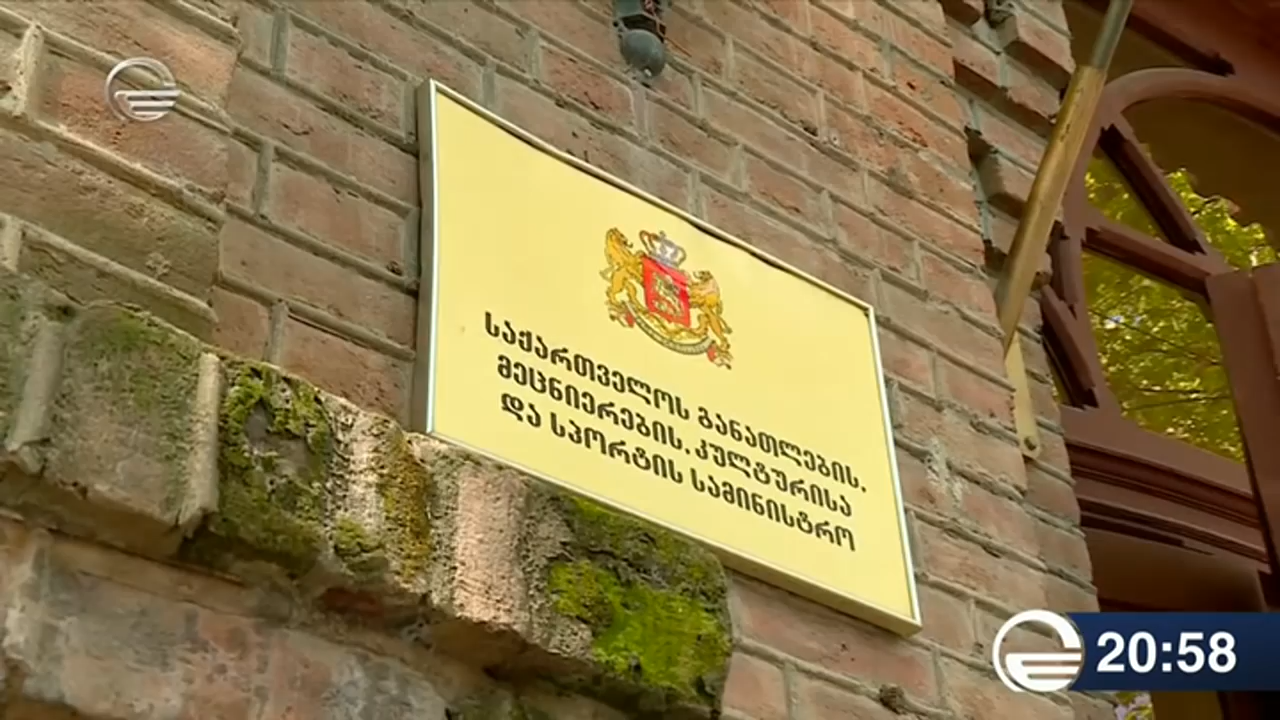 საქართველოს განათლების,
მეცნიერების, კულტურისა
და სპორტის სამინისტრო
20:58